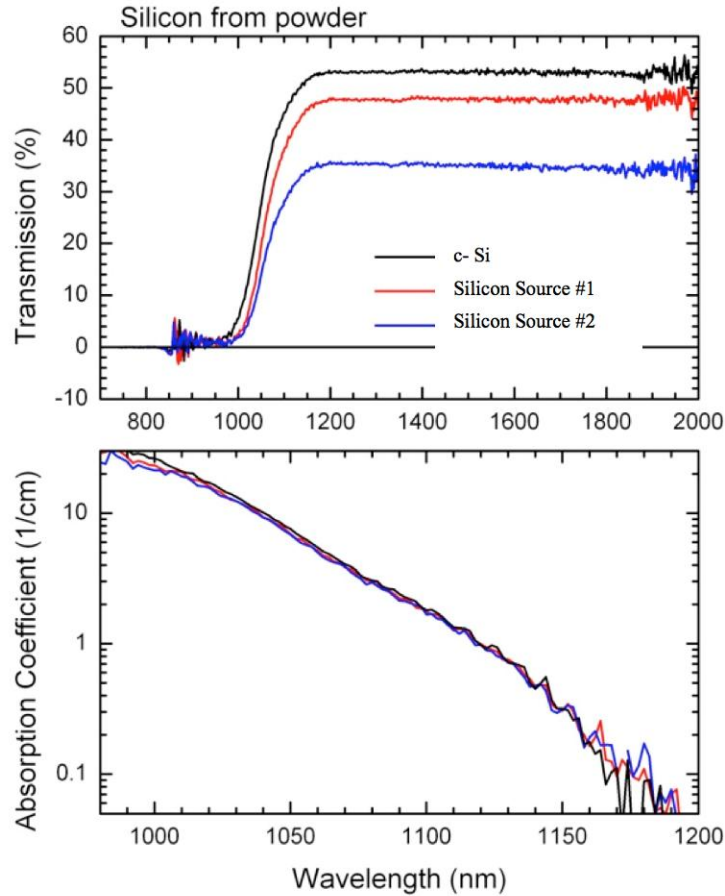 Silicon from powder
Transmission (%)
60
50
40
30
20
10
0
-10
c- Si
Silicon Source #1
Silicon Source #2
800 1000 1200 1400 1600 1800 2000
Absorption Coefficient (1/cm)
10
1
0.1
1000 1050 1100 1150 1200
Wavelength (nm)